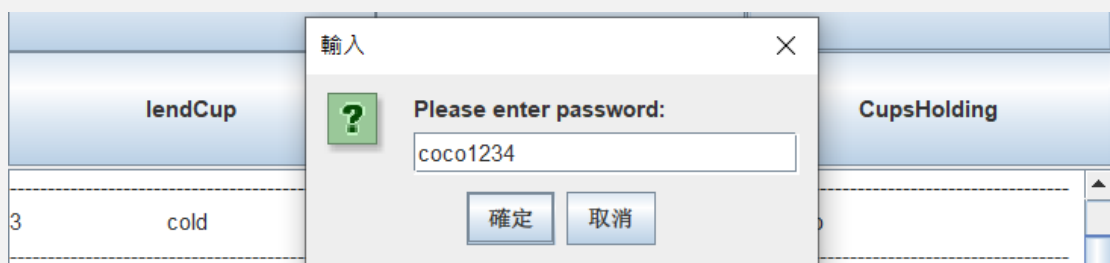 輸入
lendCup
Please enter password:
CupsHolding
coco1234
確定 取消
3 cold